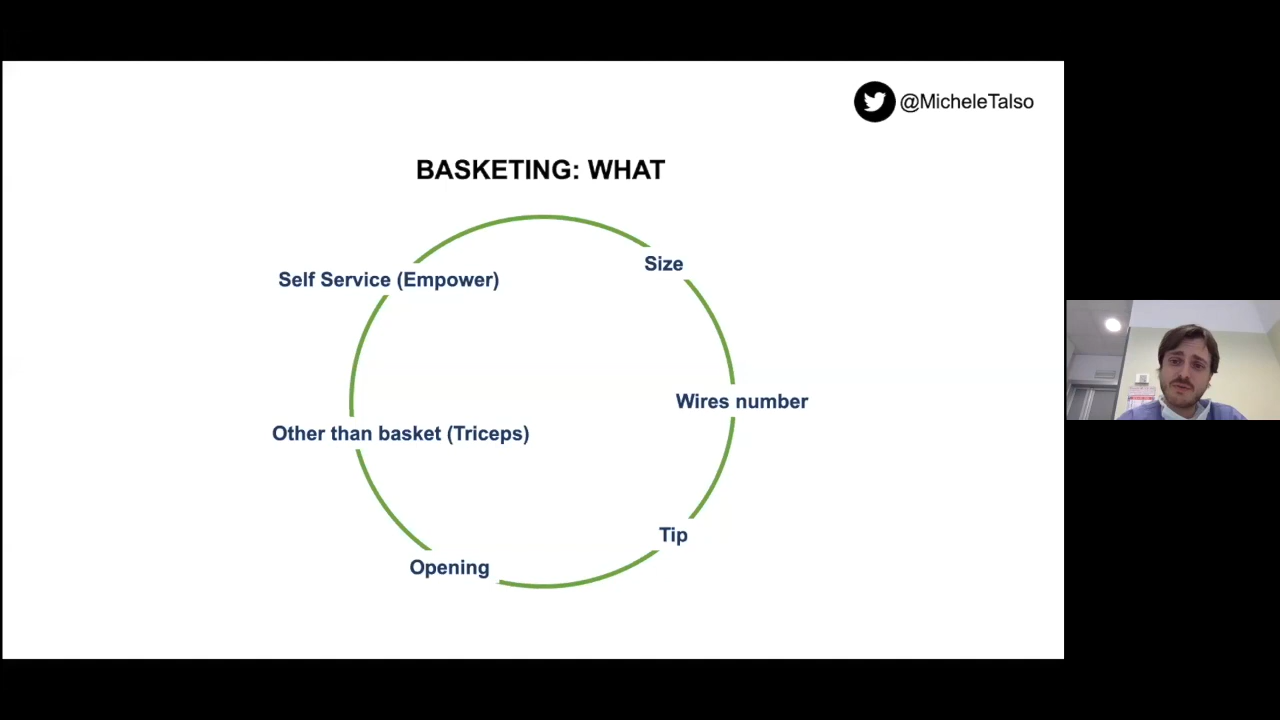 @MicheleTalso
BASKETING: WHAT
Size
Self Service (Empower)
Wires number
Other than basket (Triceps)
Tip
Opening